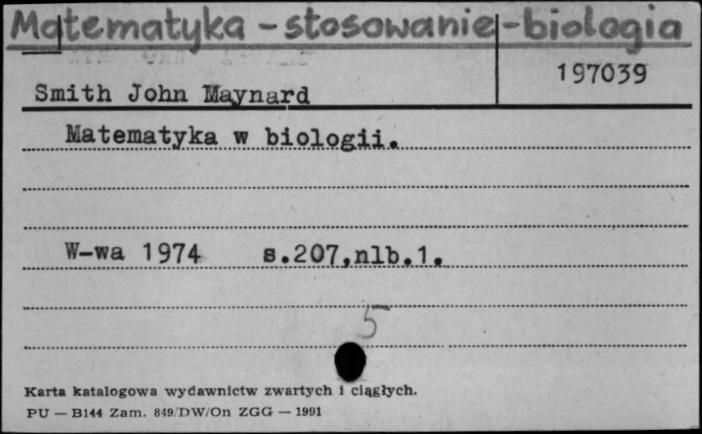 Matematyka - stosowanie - biologia
197039
Smith John Maynard
Matematyka w biologii.
W-wa 1974 s.207,nlb.1.
5
Karta katalogowa wydawnictw zwartych i ciągłych.
PU — B144 Zam. 849/DW/On ZGG — 1991